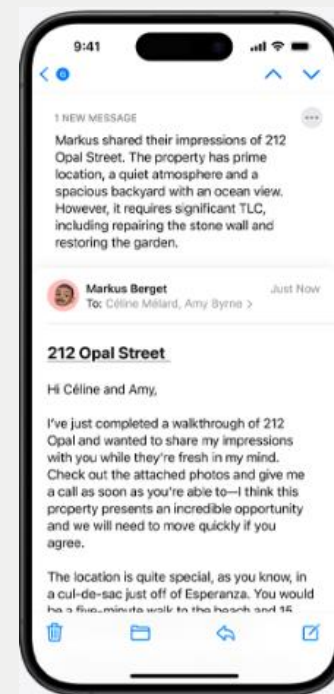 9:41
6
1 NEW MESSAGE
Markus shared their impressions of 212
Opal Street. The property has prime
location, a quiet atmosphere and a
spacious backyard with an ocean view.
However, it requires significant TLC,
including repairing the stone wall and
restoring the garden.
Markus Berget
Just Now
To: Céline Mélard, Amy Byrne >
212 Opal Street
Hi Céline and Amy,
I've just completed a walkthrough of 212
Opal and wanted to share my impressions
with you while they're fresh in my mind.
Check out the attached photos and give me
a call as soon as you're able to—I think this
property presents an incredible opportunity
and we will need to move quickly if you
agree.
The location is quite special, as you know, in
a cul-de-sac just off of Esperanza. You would
be a five-minute walk to the beach and 15